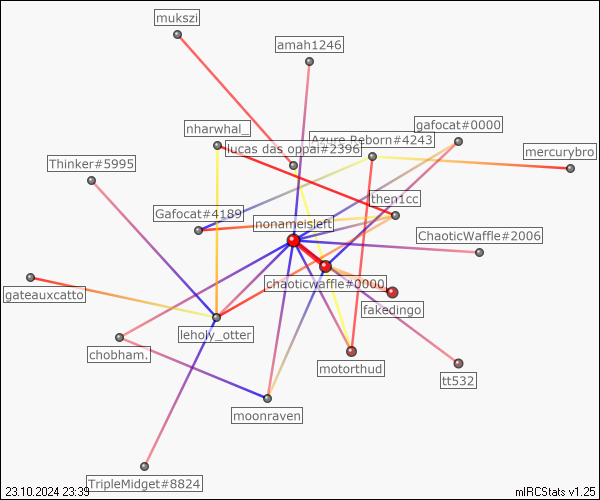 mukszi
amah1246
gafocat#0000
nharwhal_
Azure Reborn#4243
lucas das oppai#2396
mercurybro
Thinker#5995
then1cc
Gafocat#4189
nonameisleft
ChaoticWaffle#2006
chaoticwaffle#0000
gateauxcatto
fakedingo
leholy_otter
chobham.
motorthud
tt532
moonraven
TripleMidget#8824
23.10.2024 23:39
mIRCStats v1.25